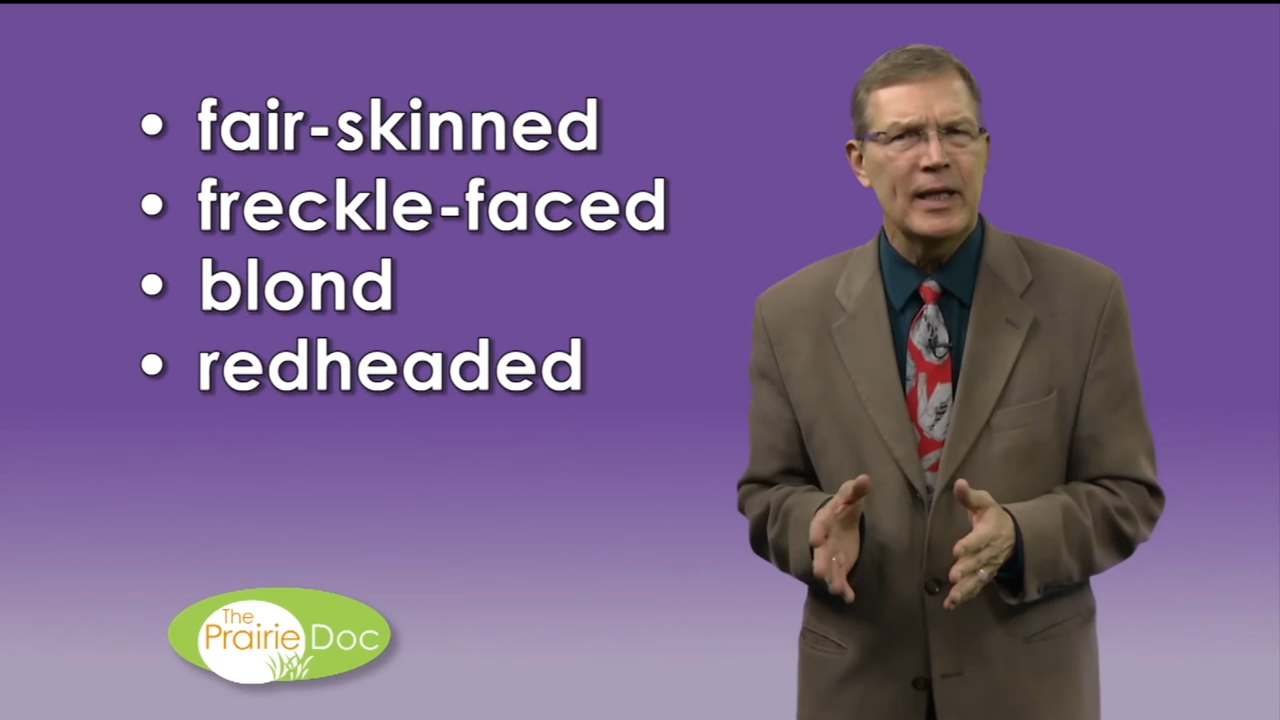 • fair-skinned
• freckle-faced
• blond
• redheaded
The
Prairie Doc